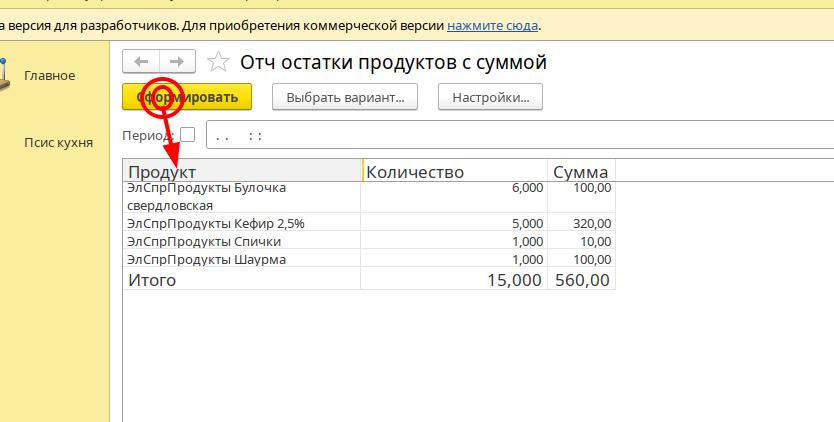 а версия для разработчиков. Для приобретения коммерческой версии нажмите сюда.
Главное
Псис кухня
Отч остатки продуктов с суммой
Сформировать Выбрать вариант... Настройки...
Период: . . : :
Продукт Количество Сумма
ЭлСпрПродукты Булочка 6,000 100,00
свердловская
ЭлСпрПродукты Кефир 2,5% 5,000 320,00
ЭлСпрПродукты Спички 1,000 10,00
ЭлСпрПродукты Шаурма 1,000 100,00
Итого 15,000 560,00